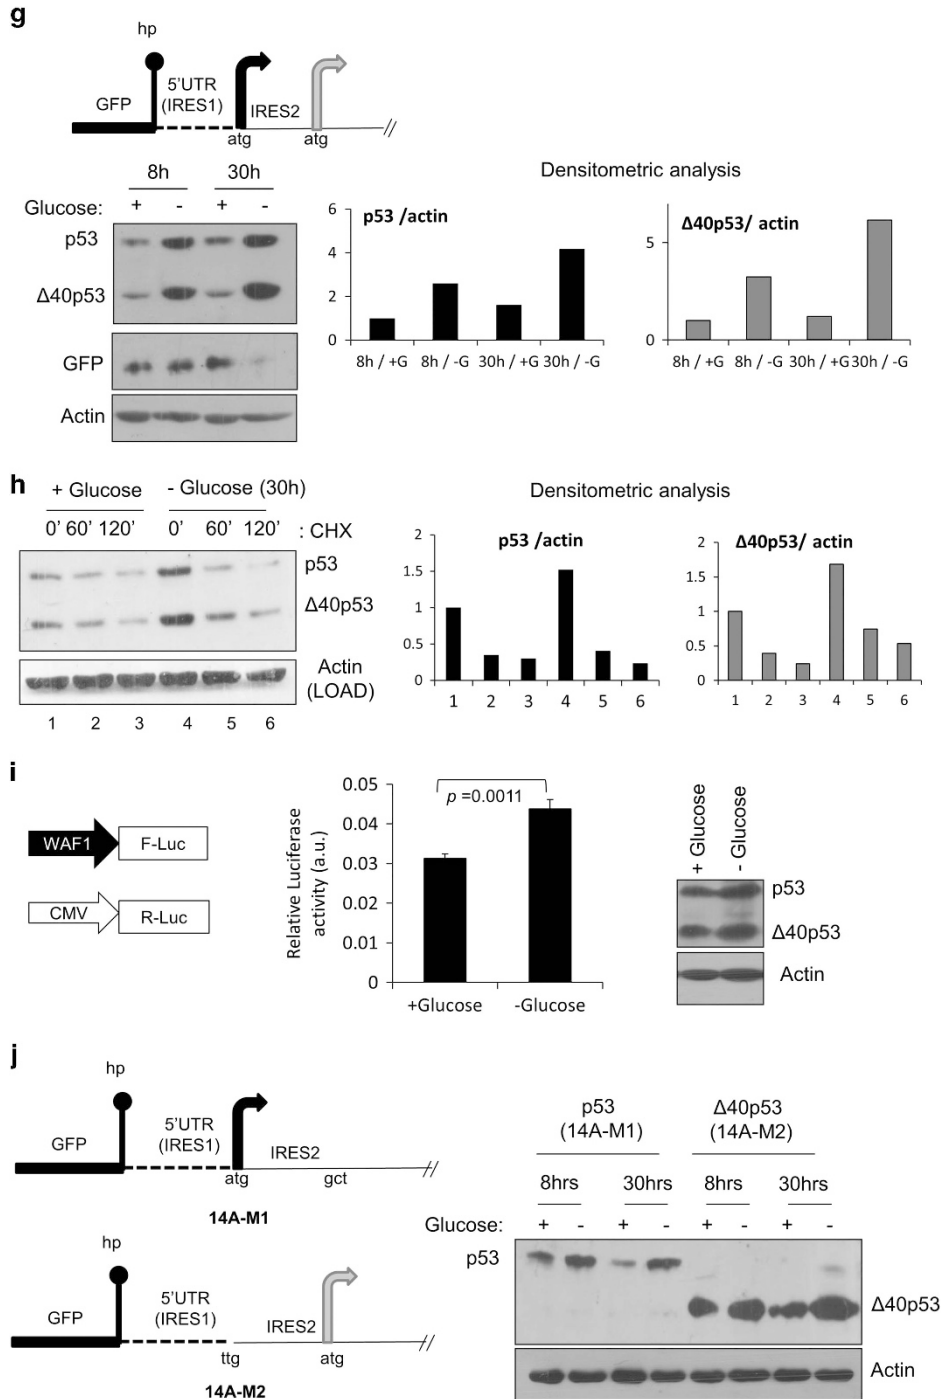 g
hp
5'UTR
(IRES1)
GFP
IRES2
atg
atg
8h 30h
Glucose: + - + -
p53
Δ40p53
GFP
Actin
Densitometric analysis
p53 /actin
6
4
2
0
8h / +G 8h / -G 30h / +G 30h / -G
Δ40p53/ actin
5
0
8h / +G 8h / -G 30h / +G 30h / -G
h
+ Glucose - Glucose (30h)
0' 60' 120' 0' 60' 120' : CHX
p53
Δ40p53
Actin
(LOAD)
1 2 3 4 5 6
Densitometric analysis
p53 /actin
2
1.5
1
0.5
0
1 2 3 4 5 6
Δ40p53/ actin
2
1.5
1
0.5
0
1 2 3 4 5 6
i
WAF1 F-Luc
CMV R-Luc
Relative Luciferase
activity (a.u.)
0.05
0.04
0.03
0.02
0.01
0
p =0.0011
+Glucose -Glucose
+ Glucose
- Glucose
p53
Δ40p53
Actin
j
hp
5'UTR
(IRES1)
GFP
IRES2
atg
gct
14A-M1
hp
5'UTR
(IRES1)
GFP
IRES2
ttg
atg
14A-M2
p53
(14A-M1)
Δ40p53
(14A-M2)
8hrs 30hrs 8hrs 30hrs
Glucose: + - + - + - + -
p53
Δ40p53
Actin